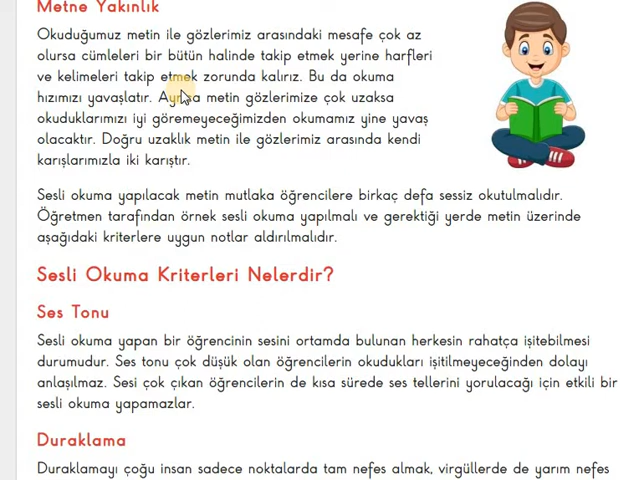 Metne Yakınlık
Okuduğumuz metin ile gözlerimiz arasındaki mesafe çok az
olursa cümleleri bir bütün halinde takip etmek yerine harfleri
ve kelimeleri takip etmek zorunda kalırız. Bu da okuma
hızımızı yavaşlatır. Ayrıca metin gözlerimize çok uzaksa
okuduklarımızı iyi göremeyeceğimizden okumamız yine yavaş
olacaktır. Doğru uzaklık metin ile gözlerimiz arasında kendi
karışlarımızla iki karıştır.
Sesli okuma yapılacak metin mutlaka öğrencilere birkaç defa sessiz okutulmalıdır.
Öğretmen tarafından örnek sesli okuma yapılmalı ve gerektiği yerde metin üzerinde
aşağıdaki kriterlere uygun notlar aldırılmalıdır.
Sesli Okuma Kriterleri Nelerdir?
Ses Tonu
Sesli okuma yapan bir öğrencinin sesini ortamda bulunan herkesin rahatça işitebilmesi
durumudur. Ses tonu çok düşük olan öğrencilerin okudukları işitilmeyeceğinden dolayı
anlaşılmaz. Sesi çok çıkan öğrencilerin de kısa sürede ses tellerini yorulacağı için etkili bir
sesli okuma yapamazlar.
Duraklama
Duraklamayı çoğu insan sadece noktalarda tam nefes almak, virgüllerde de yarım nefes